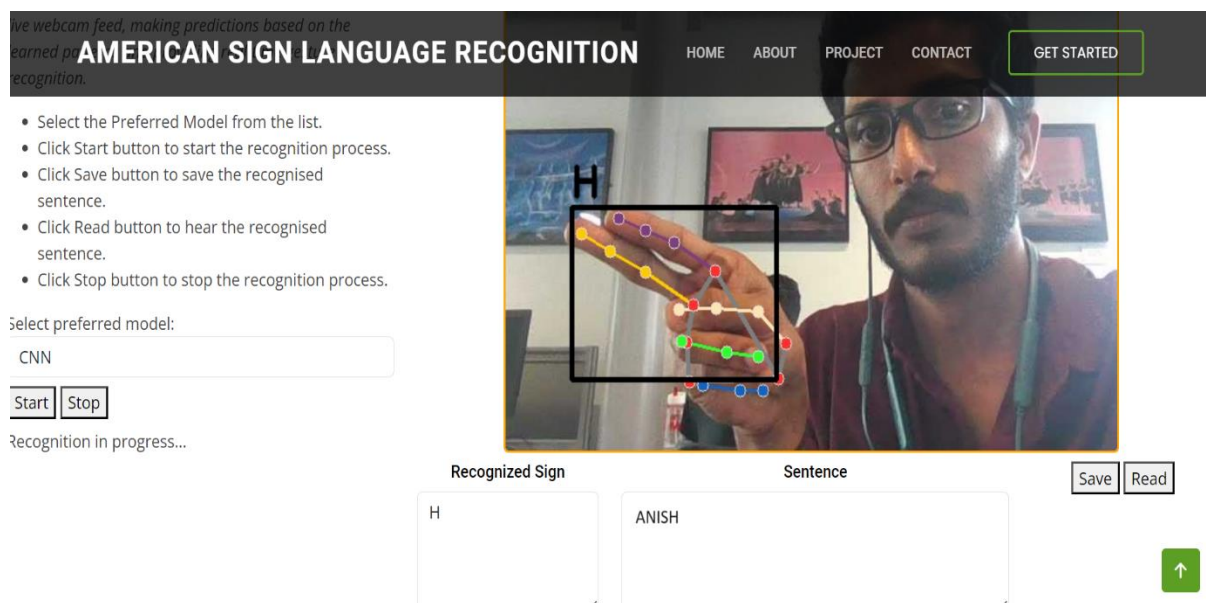 ive webcam feed, making predictions based on the
earned pa
recognition.
AMERICAN SIGN LANGUAGE RECOGNITION
HOME ABOUT PROJECT CONTACT GET STARTED
• Select the Preferred Model from the list.
• Click Start button to start the recognition process.
• Click Save button to save the recognised
sentence.
• Click Read button to hear the recognised
sentence.
• Click Stop button to stop the recognition process.
Select preferred model:
CNN
Start Stop
Recognition in progress...
H
Recognized Sign
H
Sentence
ANISH
Save Read